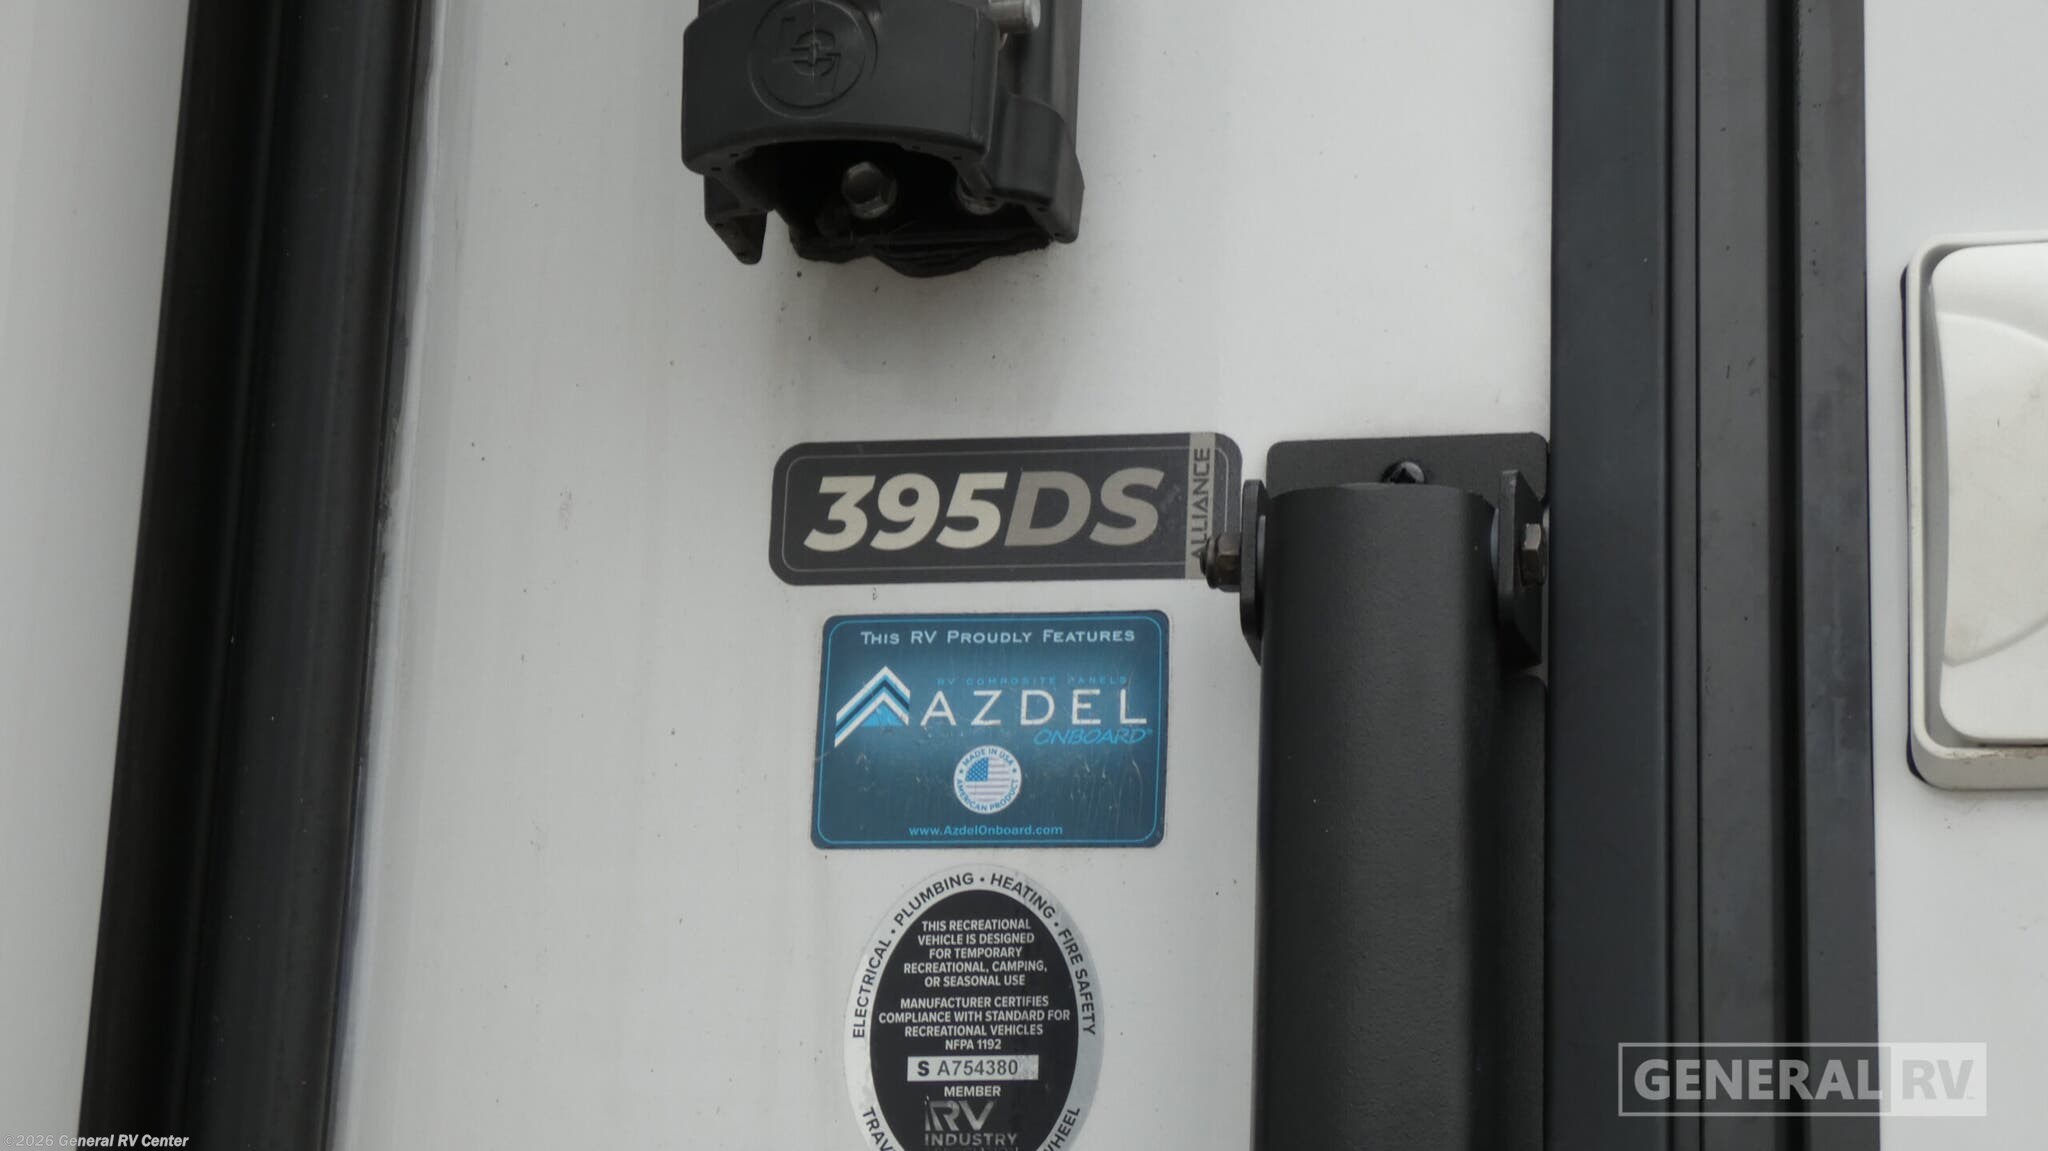 395DS
ALLIANCE
THIS RV PROUDLY FEATURES
RV COMPOSITE PANELS
AZDEL
ONBOARD
MADE IN USA
AMERICAN PRODUCT
www.AzdelOnboard.com
ELECTRICAL • PLUMBING • HEATING • FIRE SAFETY
THIS RECREATIONAL
VEHICLE IS DESIGNED
FOR TEMPORARY
RECREATIONAL, CAMPING,
OR SEASONAL USE
MANUFACTURER CERTIFIES
COMPLIANCE WITH STANDARD FOR
RECREATIONAL VEHICLES
NFPA 1192
S A754380
MEMBER
RV
INDUSTRY
GENERAL RV
©2026 General RV Center